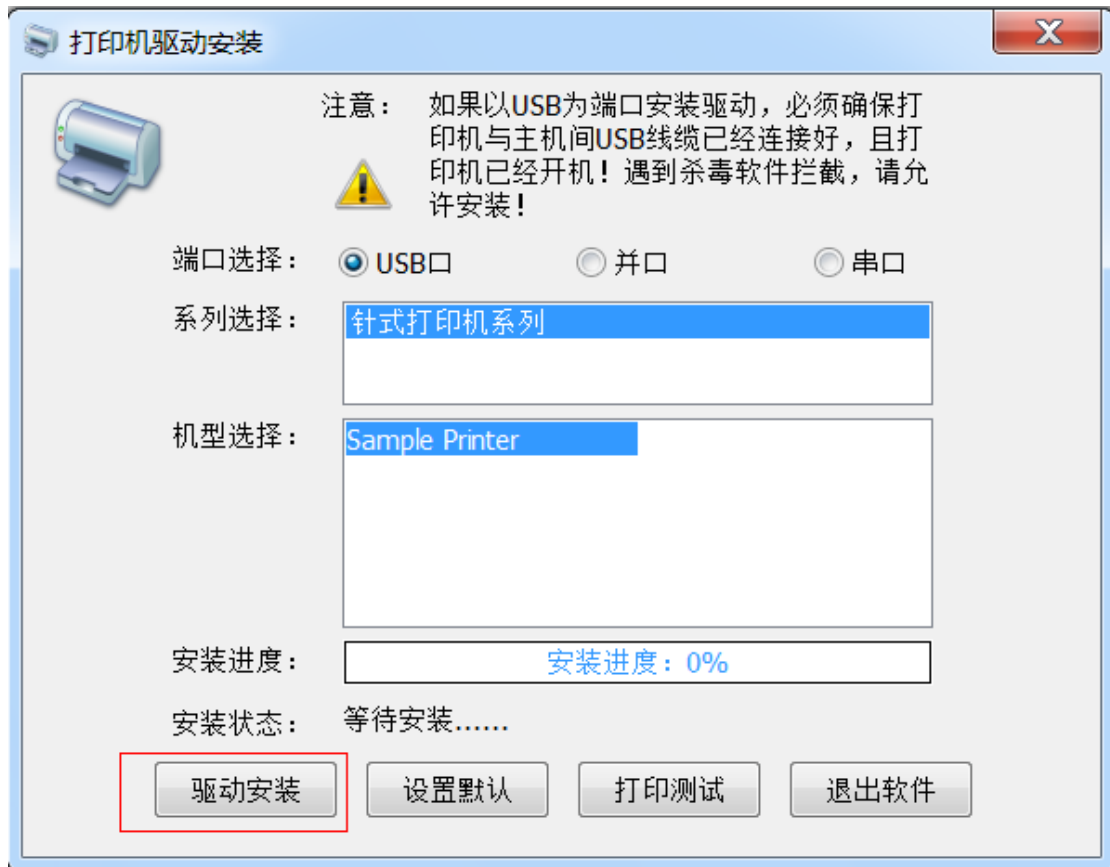 打印机驱动安装
注意： 如果以USB为端口安装驱动，必须确保打
印机与主机间USB线缆已经连接好，且打
印机已经开机！遇到杀毒软件拦截，请允
许安装！
端口选择： USB口 并口 串口
系列选择： 针式打印机系列
机型选择： Sample Printer
安装进度： 安装进度：0%
安装状态： 等待安装......
驱动安装 设置默认 打印测试 退出软件